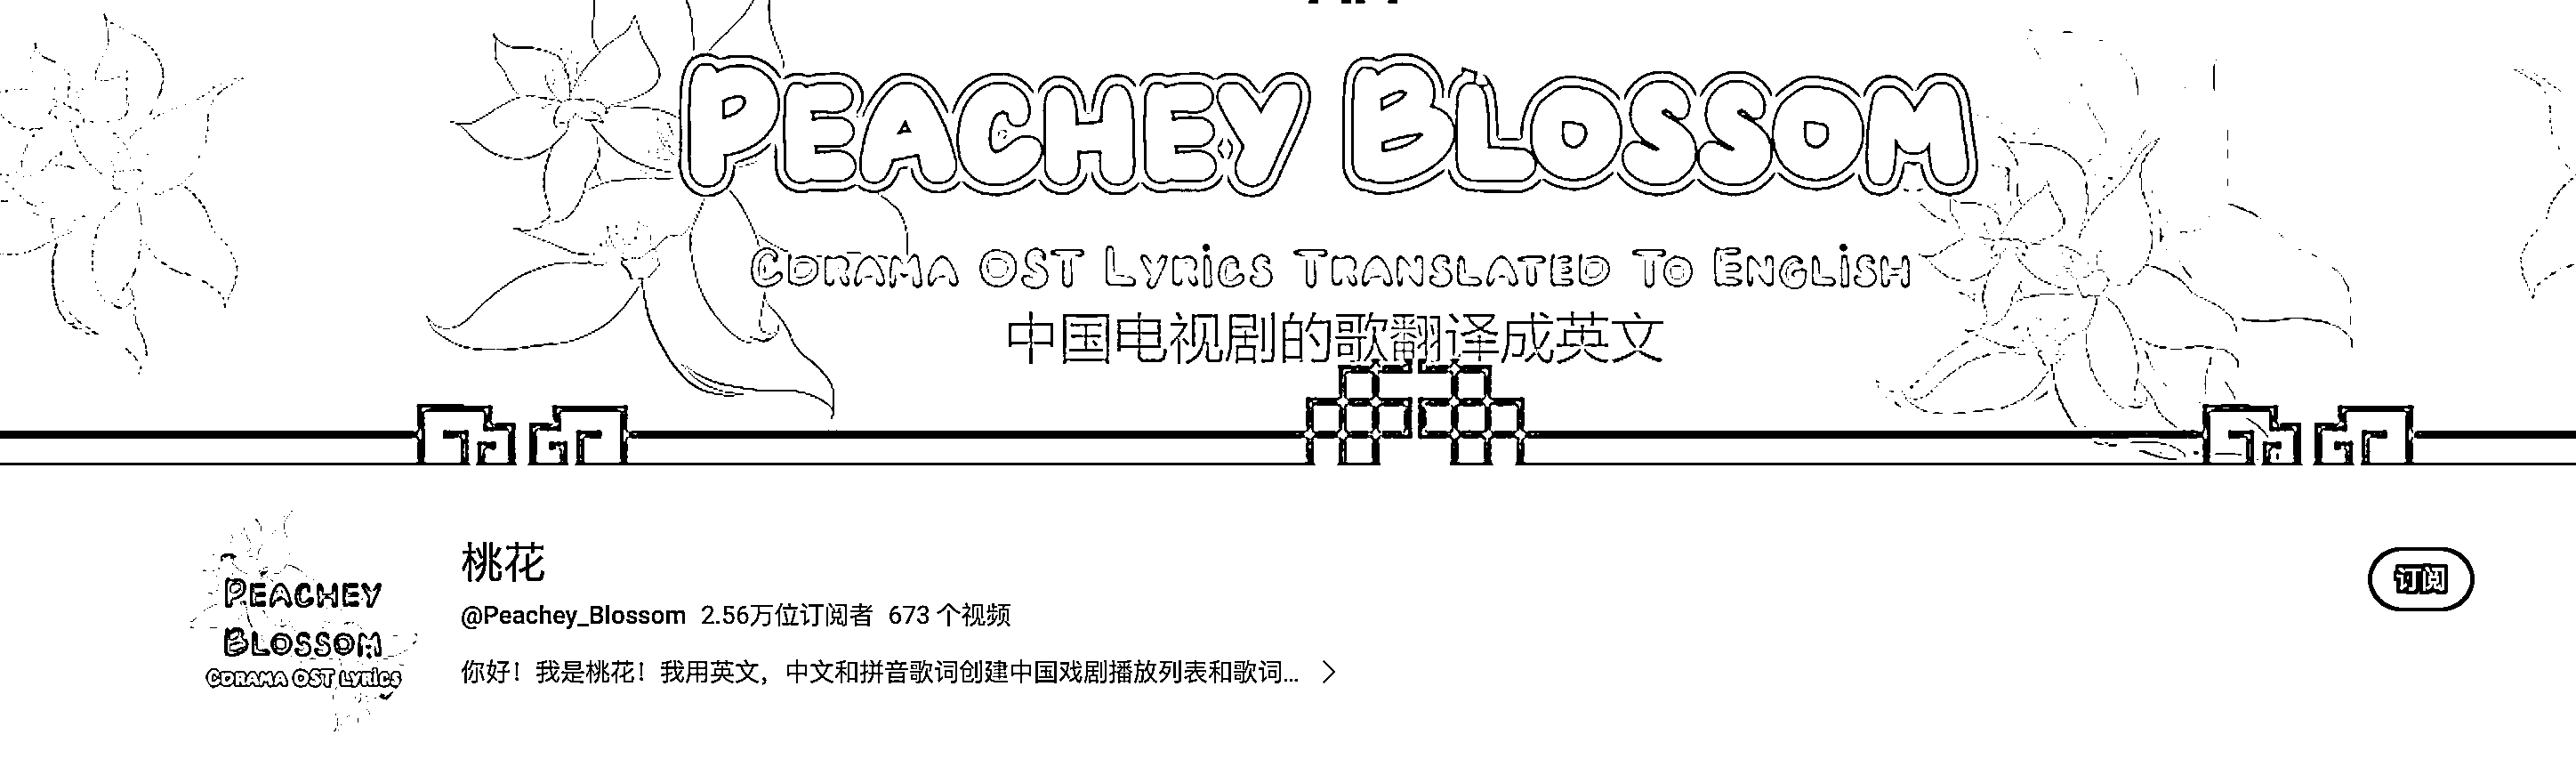 PEACHEY BLOSSOM
CDRAMA OST LYRICS TRANSLATED TO ENGLISH
中国电视剧的歌翻译成英文
PEACHEY
BLOSSOM
CDRAMA OST LYRICS
桃花
@Peachey_Blossom 2.56万位订阅者 673 个视频
你好！我是桃花！我用英文，中文和拼音歌词创建中国戏剧播放列表和歌词...
订阅